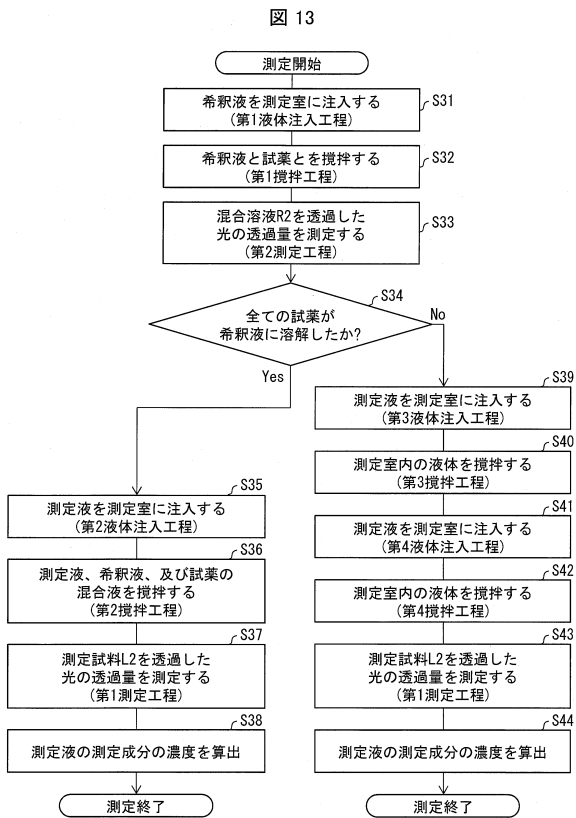 図 13
測定開始
希釈液を測定室に注入する
(第1液体注入工程)
S31
希釈液と試薬とを撹拌する
(第1撹拌工程)
S32
混合溶液R2を透過した
光の透過量を測定する
(第2測定工程)
S33
S34
全ての試薬が
希釈液に溶解したか?
No
Yes
S35
測定液を測定室に注入する
(第2液体注入工程)
S36
測定液、希釈液、及び試薬の
混合液を撹拌する
(第2撹拌工程)
S37
測定試料L2を透過した
光の透過量を測定する
(第1測定工程)
S38
測定液の測定成分の濃度を算出
測定終了
S39
測定液を測定室に注入する
(第3液体注入工程)
S40
測定室内の液体を撹拌する
(第3撹拌工程)
S41
測定液を測定室に注入する
(第4液体注入工程)
S42
測定室内の液体を撹拌する
(第4撹拌工程)
S43
測定試料L2を透過した
光の透過量を測定する
(第1測定工程)
S44
測定液の測定成分の濃度を算出
測定終了